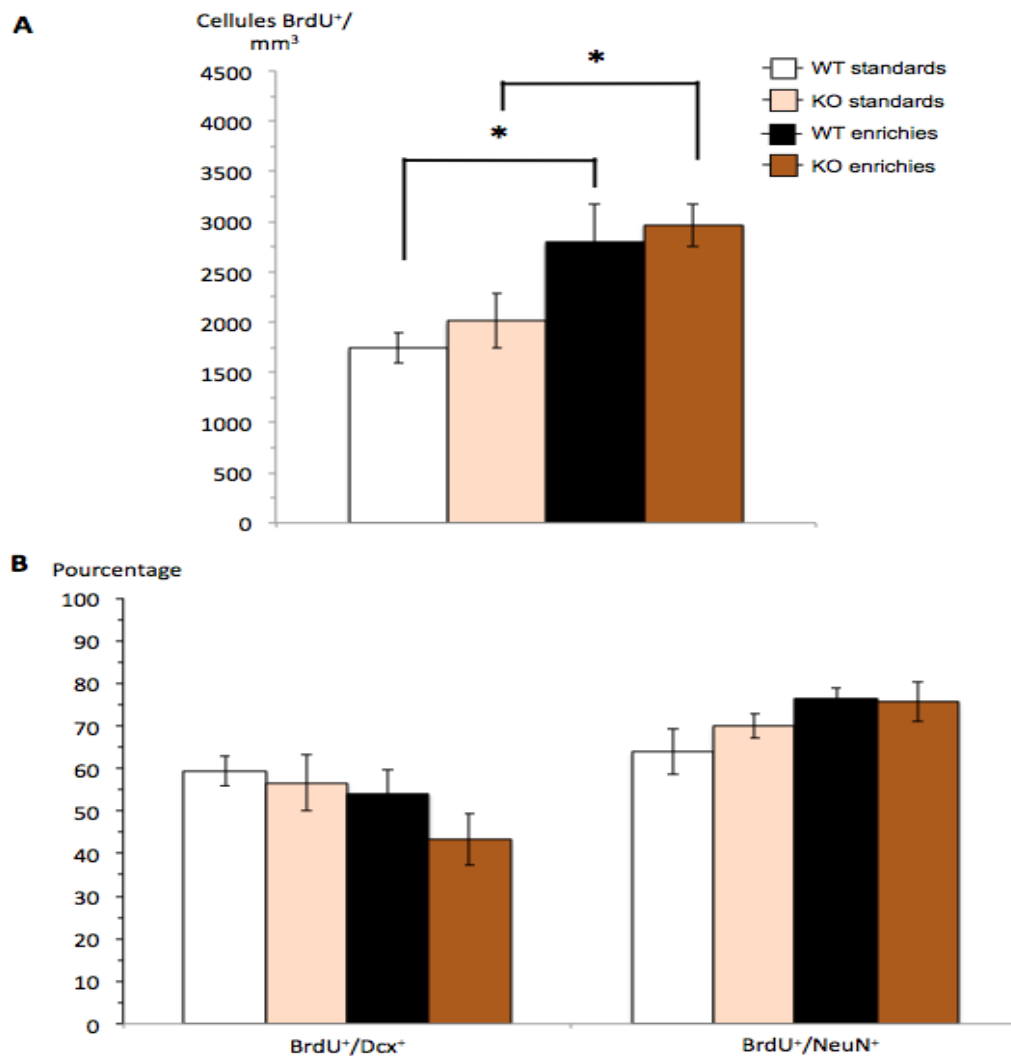 A
Cellules BrdU⁺/
mm³
4500
4000
3500
3000
2500
2000
1500
1000
500
0
*
*
WT standards
KO standards
WT enrichies
KO enrichies
B
Pourcentage
100
90
80
70
60
50
40
30
20
10
0
BrdU⁺/Dcx⁺
BrdU⁺/NeuN⁺